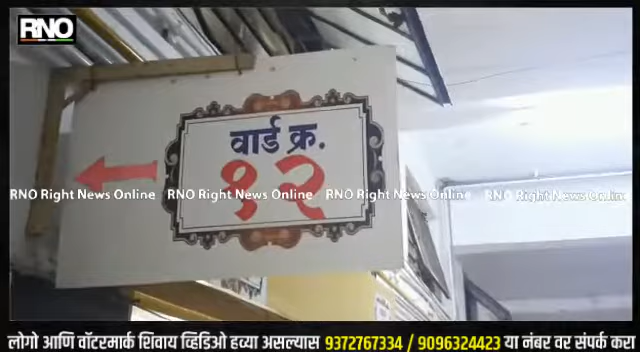 RNO
वार्ड क्र.
१२
RNO Right News Online RNO Right News Online RNO Right News Online RNO Right News Online
लोगो आणि वॉटरमार्क शिवाय व्हिडिओ हव्या असल्यास 9372767334 / 9096324423 या नंबर वर संपर्क करा